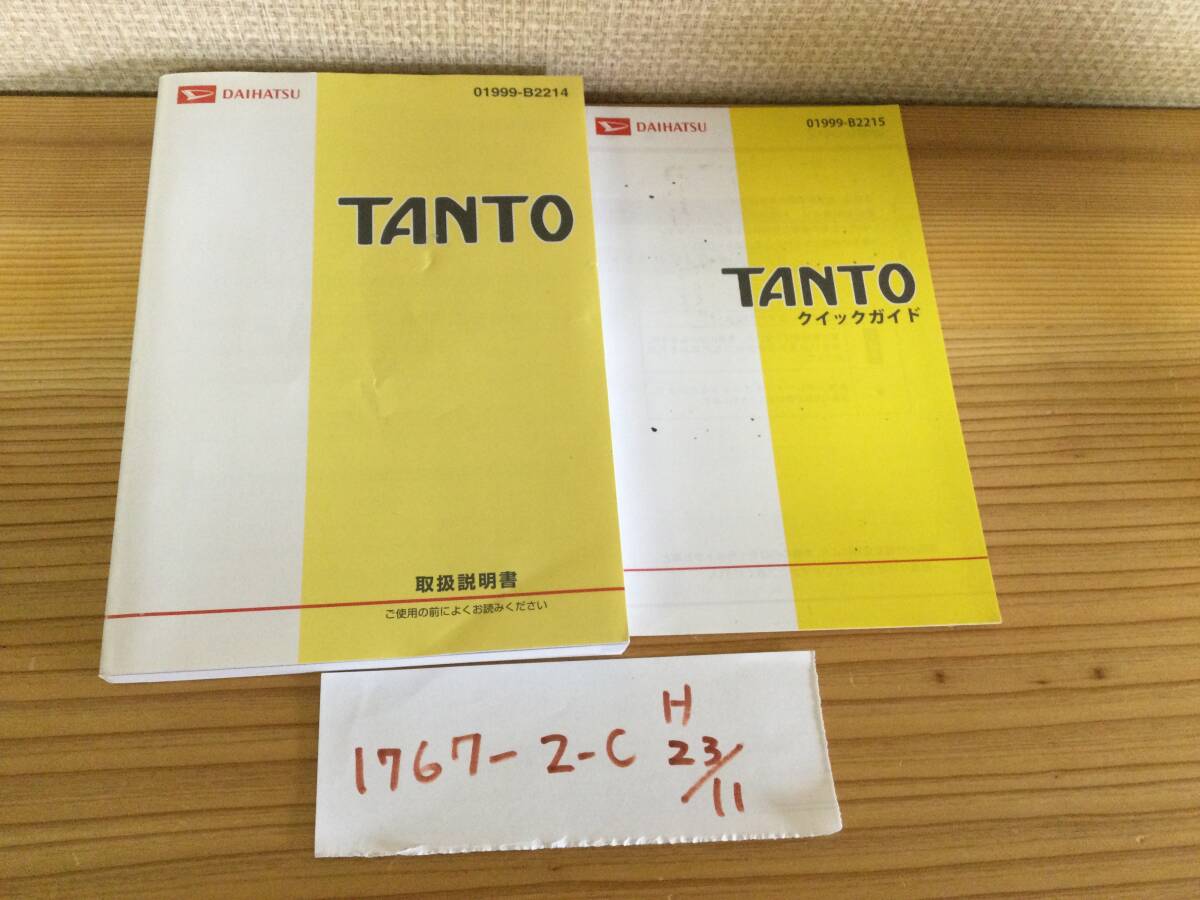 DAIHATSU
01999-B2214
TANTO
取扱説明書
ご使用の前によくお読みください
DAIHATSU
01999-B2215
TANTO
クイックガイド
1767-2-C H 23/11